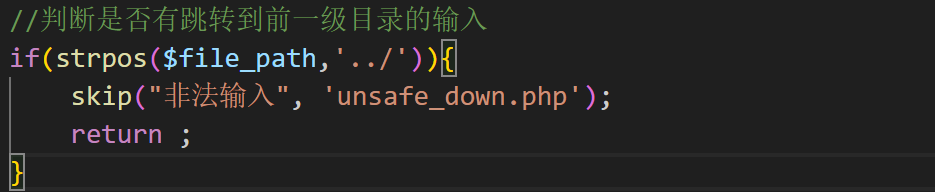 //判断是否有跳转到前一级目录的输入
if(strpos($file_path,'../')){
    skip("非法输入", 'unsafe_down.php');
    return ;
}